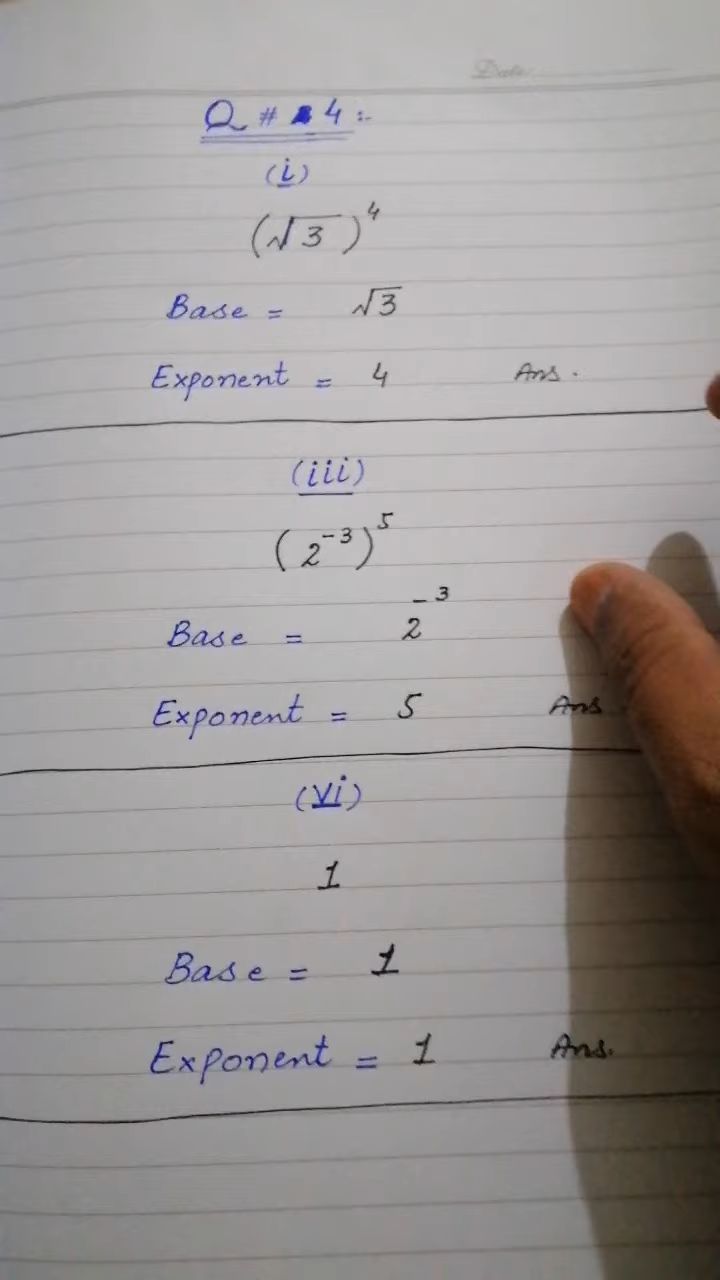 Date:
Q # 4 :-
(i)
(√3)⁴
Base = √3
Exponent = 4 Ans.
(iii)
(2⁻³)⁵
Base = 2⁻³
Exponent = 5 Ans
(vi)
1
Base = 1
Exponent = 1 Ans.